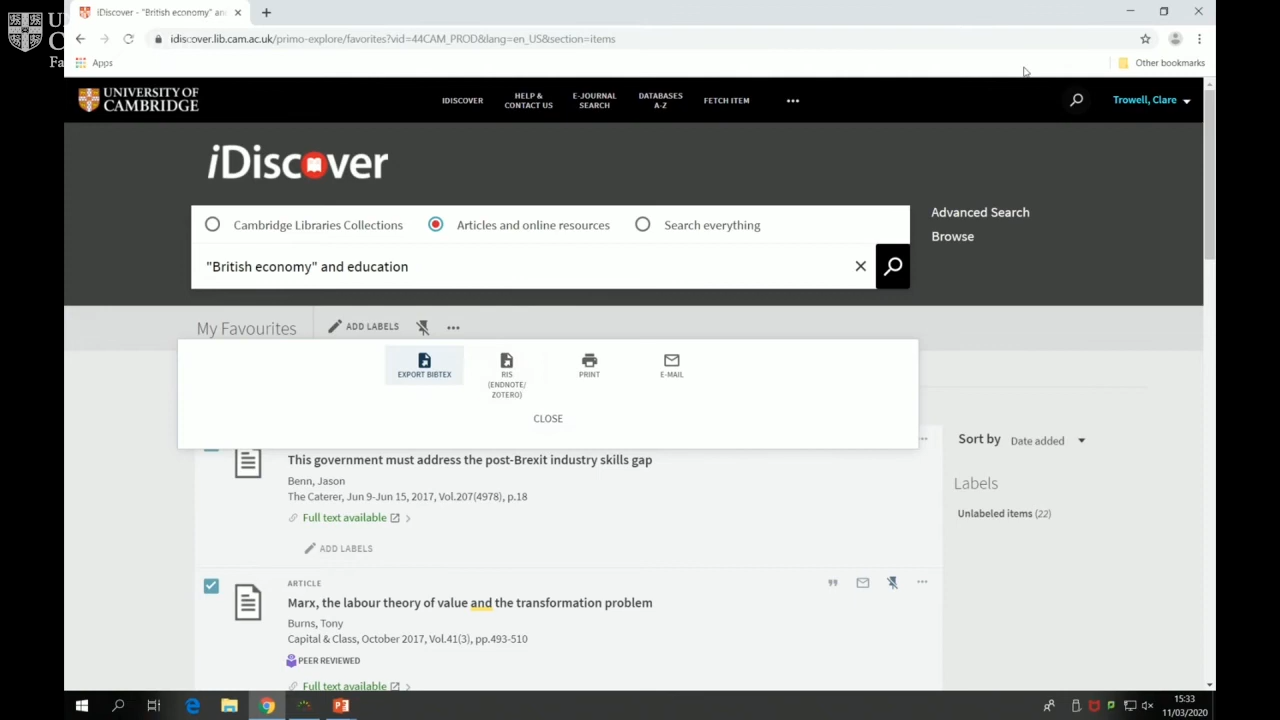 iDiscover - "British economy" an
idiscover.lib.cam.ac.uk/primo-explore/favorites?vid=44CAM_PROD&lang=en_US&section=items
Apps
Other bookmarks
UNIVERSITY OF
CAMBRIDGE
IDISCOVER
HELP &
CONTACT US
E-JOURNAL
SEARCH
DATABASES
A-Z
FETCH ITEM
Trowell, Clare
iDiscover
Cambridge Libraries Collections
Articles and online resources
Search everything
Advanced Search
"British economy" and education
Browse
My Favourites
ADD LABELS
EXPORT BIBTEX
RIS
(ENDNOTE/
ZOTERO)
PRINT
E-MAIL
CLOSE
Sort by Date added
Labels
Unlabeled items (22)
This government must address the post-Brexit industry skills gap
Benn, Jason
The Caterer, Jun 9-Jun 15, 2017, Vol.207(4978), p.18
Full text available
ADD LABELS
ARTICLE
Marx, the labour theory of value and the transformation problem
Burns, Tony
Capital & Class, October 2017, Vol.41(3), pp.493-510
PEER REVIEWED
Full text available
15:33
11/03/2020